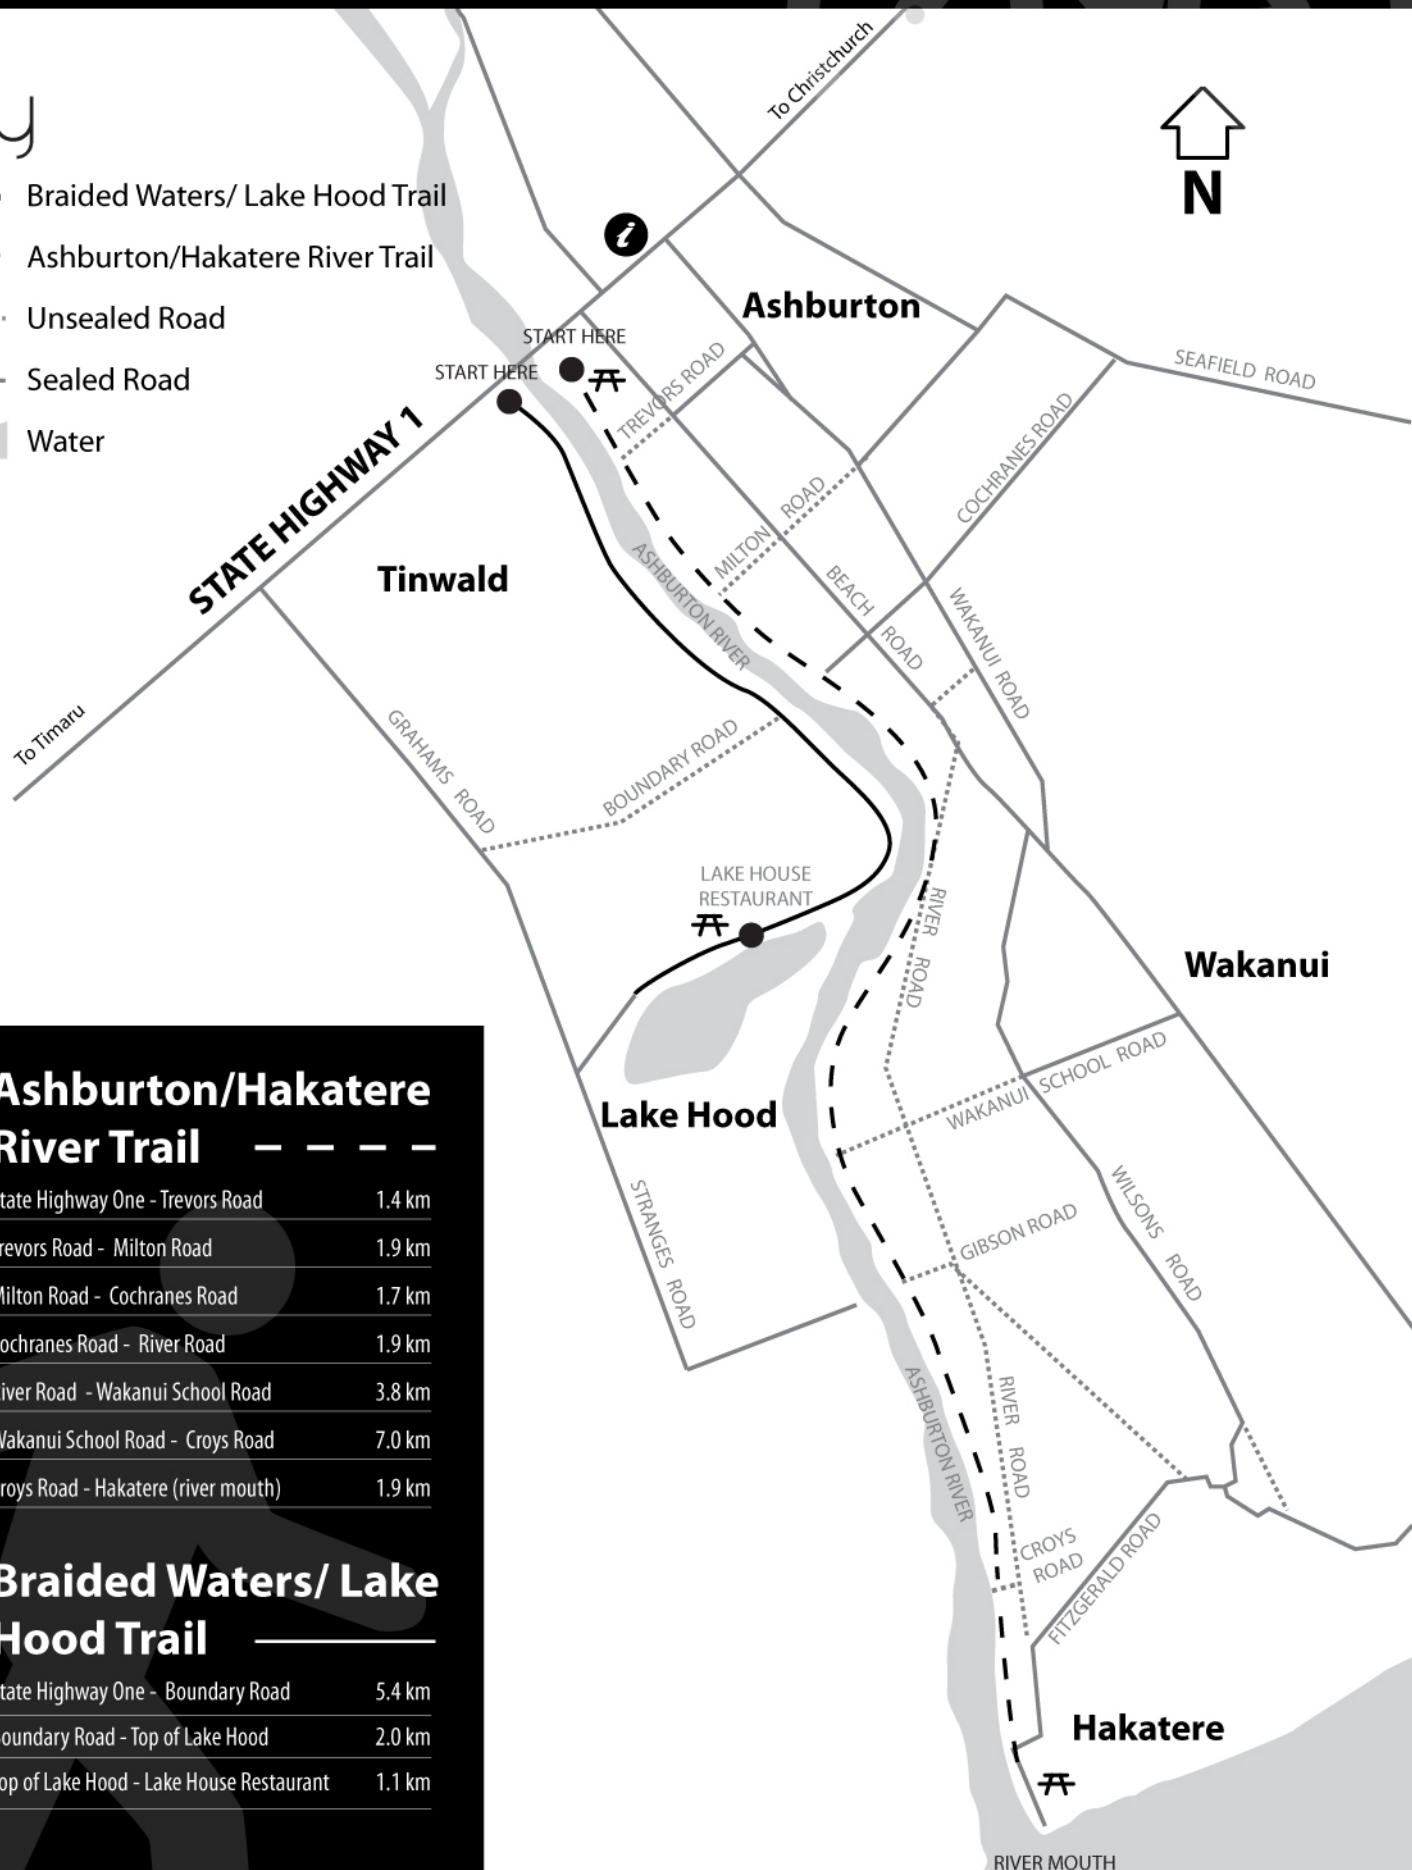 y
To Christchurch
N
Braided Waters/ Lake Hood Trail
Ashburton/Hakatere River Trail
Unsealed Road
Sealed Road
Water
i
Ashburton
START HERE
START HERE
TREVORS ROAD
SEAFIELD ROAD
STATE HIGHWAY 1
COCHRANES ROAD
MILTON ROAD
Tinwald
ASHBURTON RIVER
BEACH ROAD
WAKANUI ROAD
To Timaru
GRAHAMS ROAD
BOUNDARY ROAD
LAKE HOUSE
RESTAURANT
RIVER ROAD
Wakanui
WAKANUI SCHOOL ROAD
Lake Hood
STRANGES ROAD
WILSONS ROAD
GIBSON ROAD
ASHBURTON RIVER
RIVER ROAD
CROYS
ROAD
FITZGERALD ROAD
Hakatere
RIVER MOUTH
Ashburton/Hakatere
River Trail
tate Highway One - Trevors Road 1.4 km
revors Road - Milton Road 1.9 km
Milton Road - Cochranes Road 1.7 km
ochranes Road - River Road 1.9 km
iver Road - Wakanui School Road 3.8 km
Wakanui School Road - Croys Road 7.0 km
roys Road - Hakatere (river mouth) 1.9 km
Braided Waters/ Lake
Hood Trail
tate Highway One - Boundary Road 5.4 km
oundary Road - Top of Lake Hood 2.0 km
op of Lake Hood - Lake House Restaurant 1.1 km